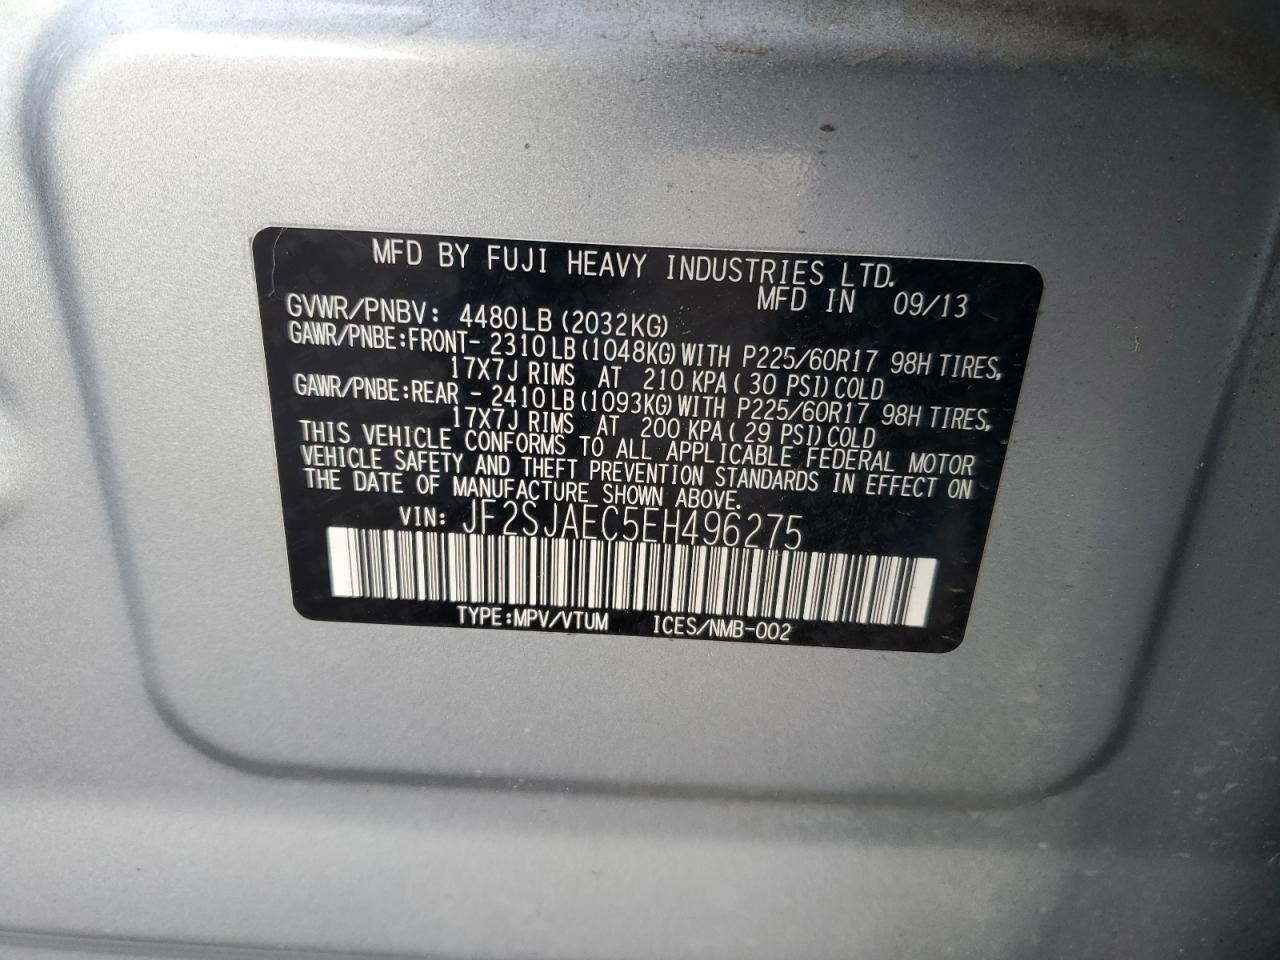 MFD BY FUJI HEAVY INDUSTRIES LTD.
MFD IN 09/13
GVWR/PNBV: 4480LB(2032KG)
GAWR/PNBE:FRONT- 2310LB(1048KG)WITH P225/60R17 98H TIRES,
17X7J RIMS AT 210 KPA(30 PSI)COLD
GAWR/PNBE:REAR - 2410LB(1093KG)WITH P225/60R17 98H TIRES,
17X7J RIMS AT 200 KPA(29 PSI)COLD
THIS VEHICLE CONFORMS TO ALL APPLICABLE FEDERAL MOTOR
VEHICLE SAFETY AND THEFT PREVENTION STANDARDS IN EFFECT ON
THE DATE OF MANUFACTURE SHOWN ABOVE.
VIN: JF2SJAEC5EH496275
TYPE:MPV/VTUM ICES/NMB-002